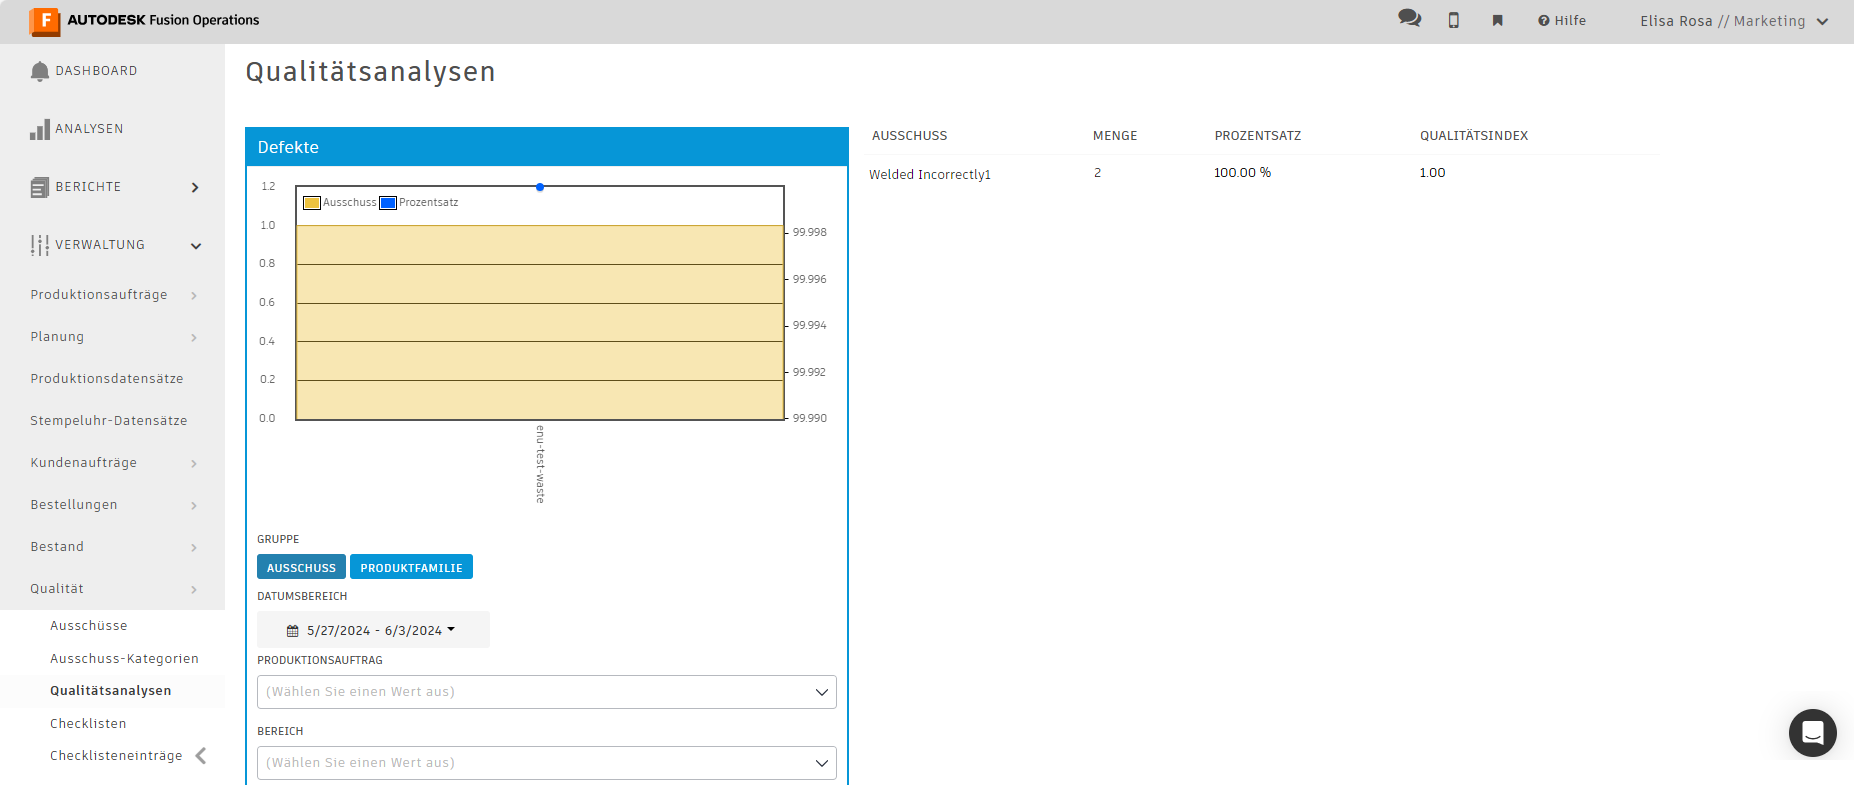 AUTODESK Fusion Operations
Hilfe
Elisa Rosa // Marketing
DASHBOARD
ANALYSEN
BERICHTE
VERWALTUNG
Produktionsaufträge
Planung
Produktionsdatensätze
Stempeluhr-Datensätze
Kundenaufträge
Bestellungen
Bestand
Qualität
Ausschüsse
Ausschuss-Kategorien
Qualitätsanalysen
Checklisten
Checklisteneinträge
Qualitätsanalysen
Defekte
Ausschuss Prozentsatz
1.2
1.0
0.8
0.6
0.4
0.2
0.0
99.998
99.996
99.994
99.992
99.990
enu-test-waste
GRUPPE
AUSSCHUSS PRODUKTFAMILIE
DATUMSBEREICH
5/27/2024 - 6/3/2024
PRODUKTIONSAUFTRAG
(Wählen Sie einen Wert aus)
BEREICH
(Wählen Sie einen Wert aus)
AUSSCHUSS MENGE PROZENTSATZ QUALITÄTSINDEX
Welded Incorrectly1 2 100.00 % 1.00